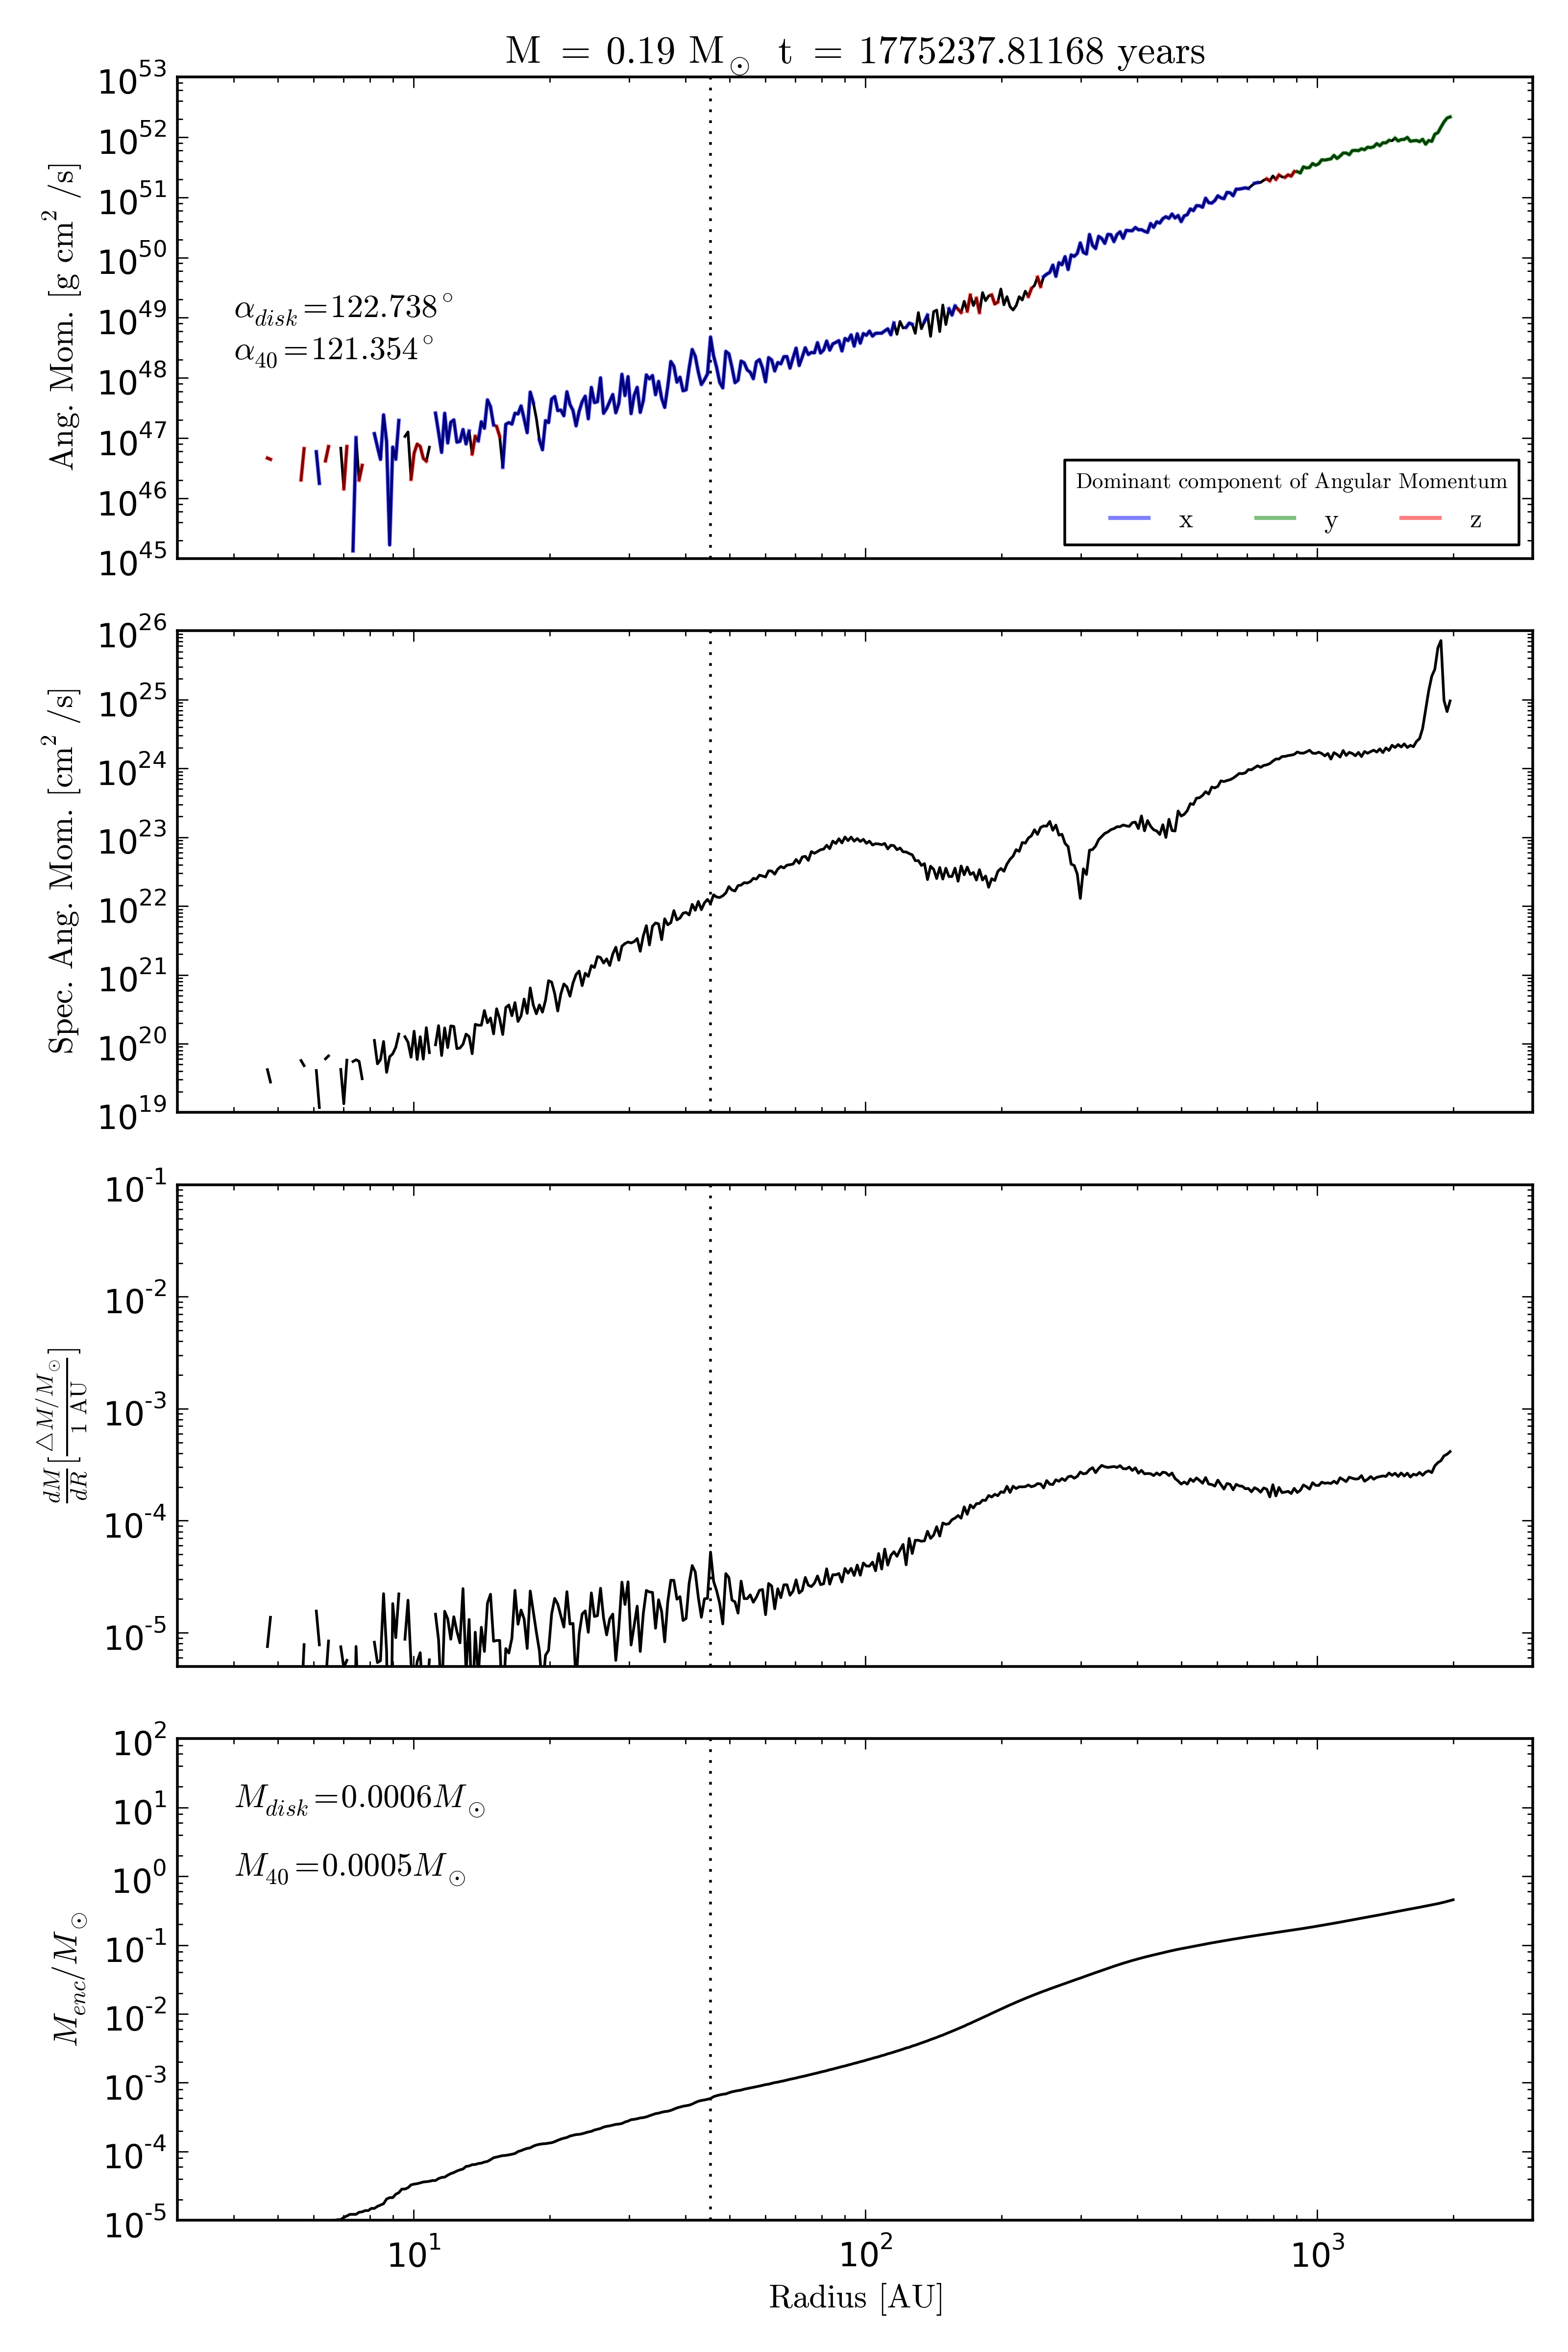 M = 0.19 M⊙ t = 1775237.81168 years
10^53
10^52
10^51
10^50
10^49
10^48
10^47
10^46
10^45
Ang. Mom. [g cm^2 /s]
α_disk=122.738°
α_40=121.354°
Dominant component of Angular Momentum
x y z
10^26
10^25
10^24
10^23
10^22
10^21
10^20
10^19
Spec. Ang. Mom. [cm^2 /s]
10^-1
10^-2
10^-3
10^-4
10^-5
dM/dR [△M/M⊙ / 1 AU]
10^2
10^1
10^0
10^-1
10^-2
10^-3
10^-4
10^-5
M_enc/M⊙
M_disk=0.0006M⊙
M_40=0.0005M⊙
10^1 10^2 10^3
Radius [AU]